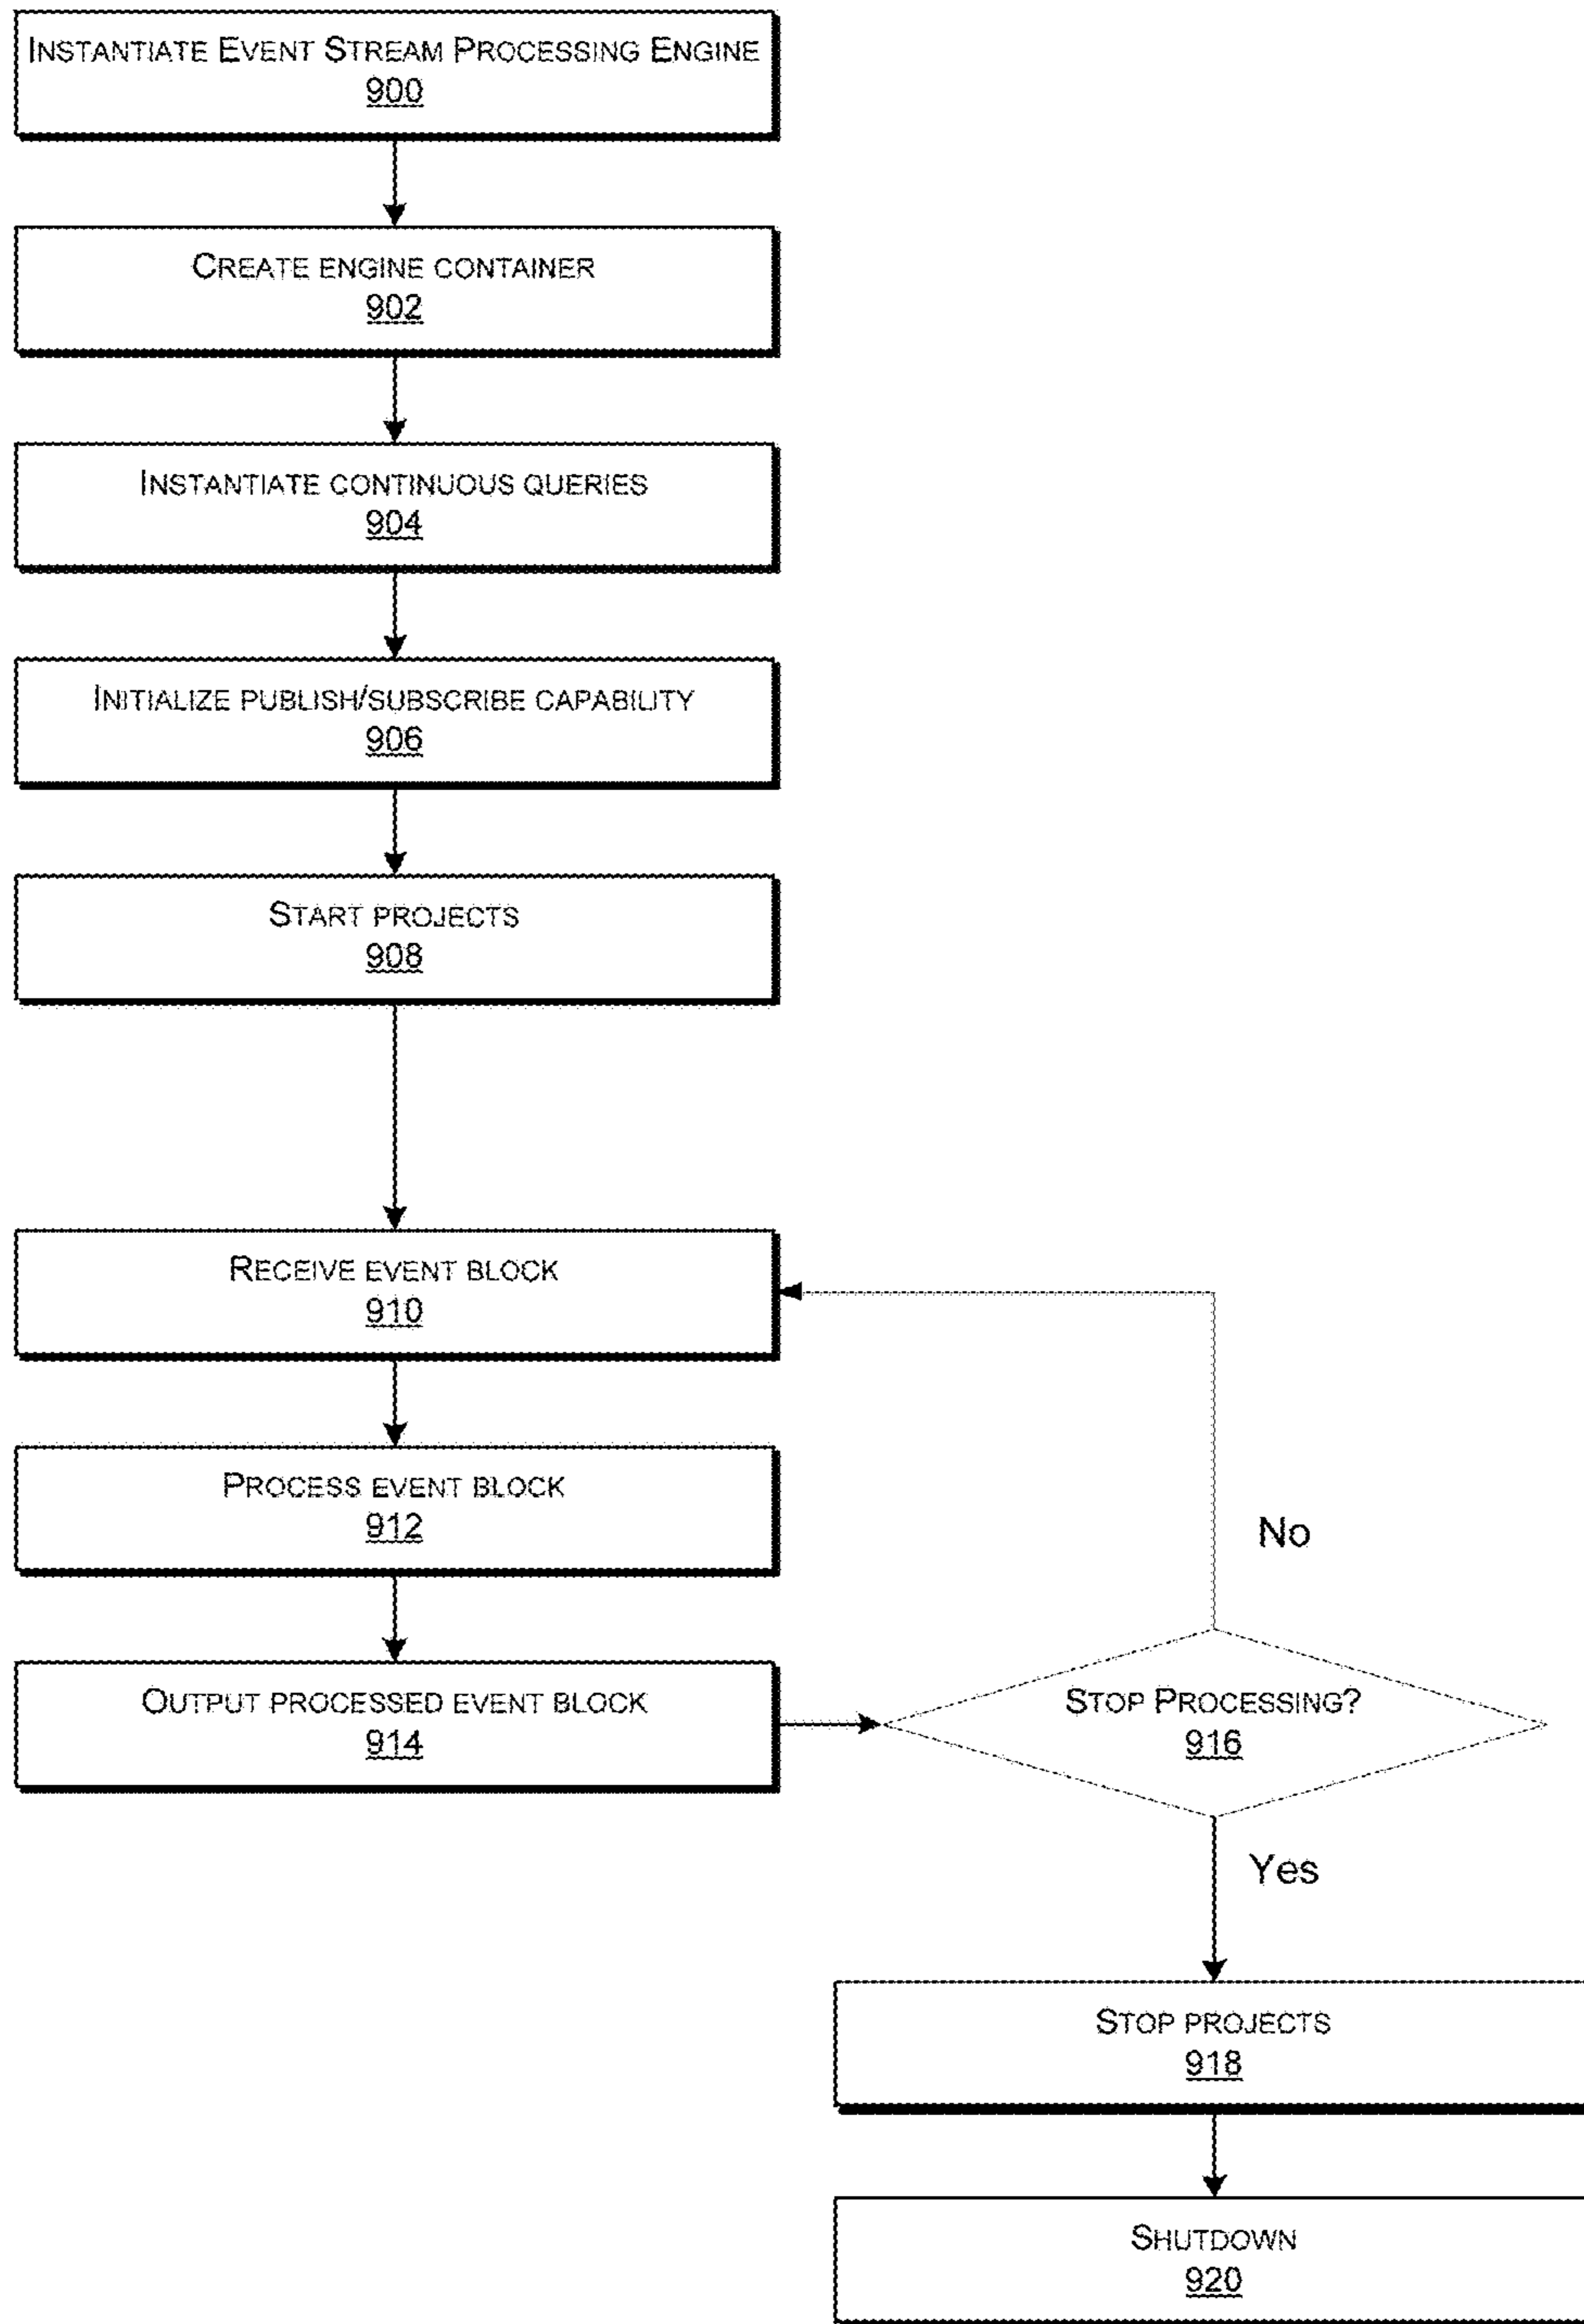 INSTANTIATE EVENT STREAM PROCESSING ENGINE
900
CREATE ENGINE CONTAINER
902
INSTANTIATE CONTINUOUS QUERIES
904
INITIALIZE PUBLISH/SUBSCRIBE CAPABILITY
906
START PROJECTS
908
RECEIVE EVENT BLOCK
910
PROCESS EVENT BLOCK
912
No
OUTPUT PROCESSED EVENT BLOCK
914
STOP PROCESSING?
916
Yes
STOP PROJECTS
918
SHUTDOWN
920